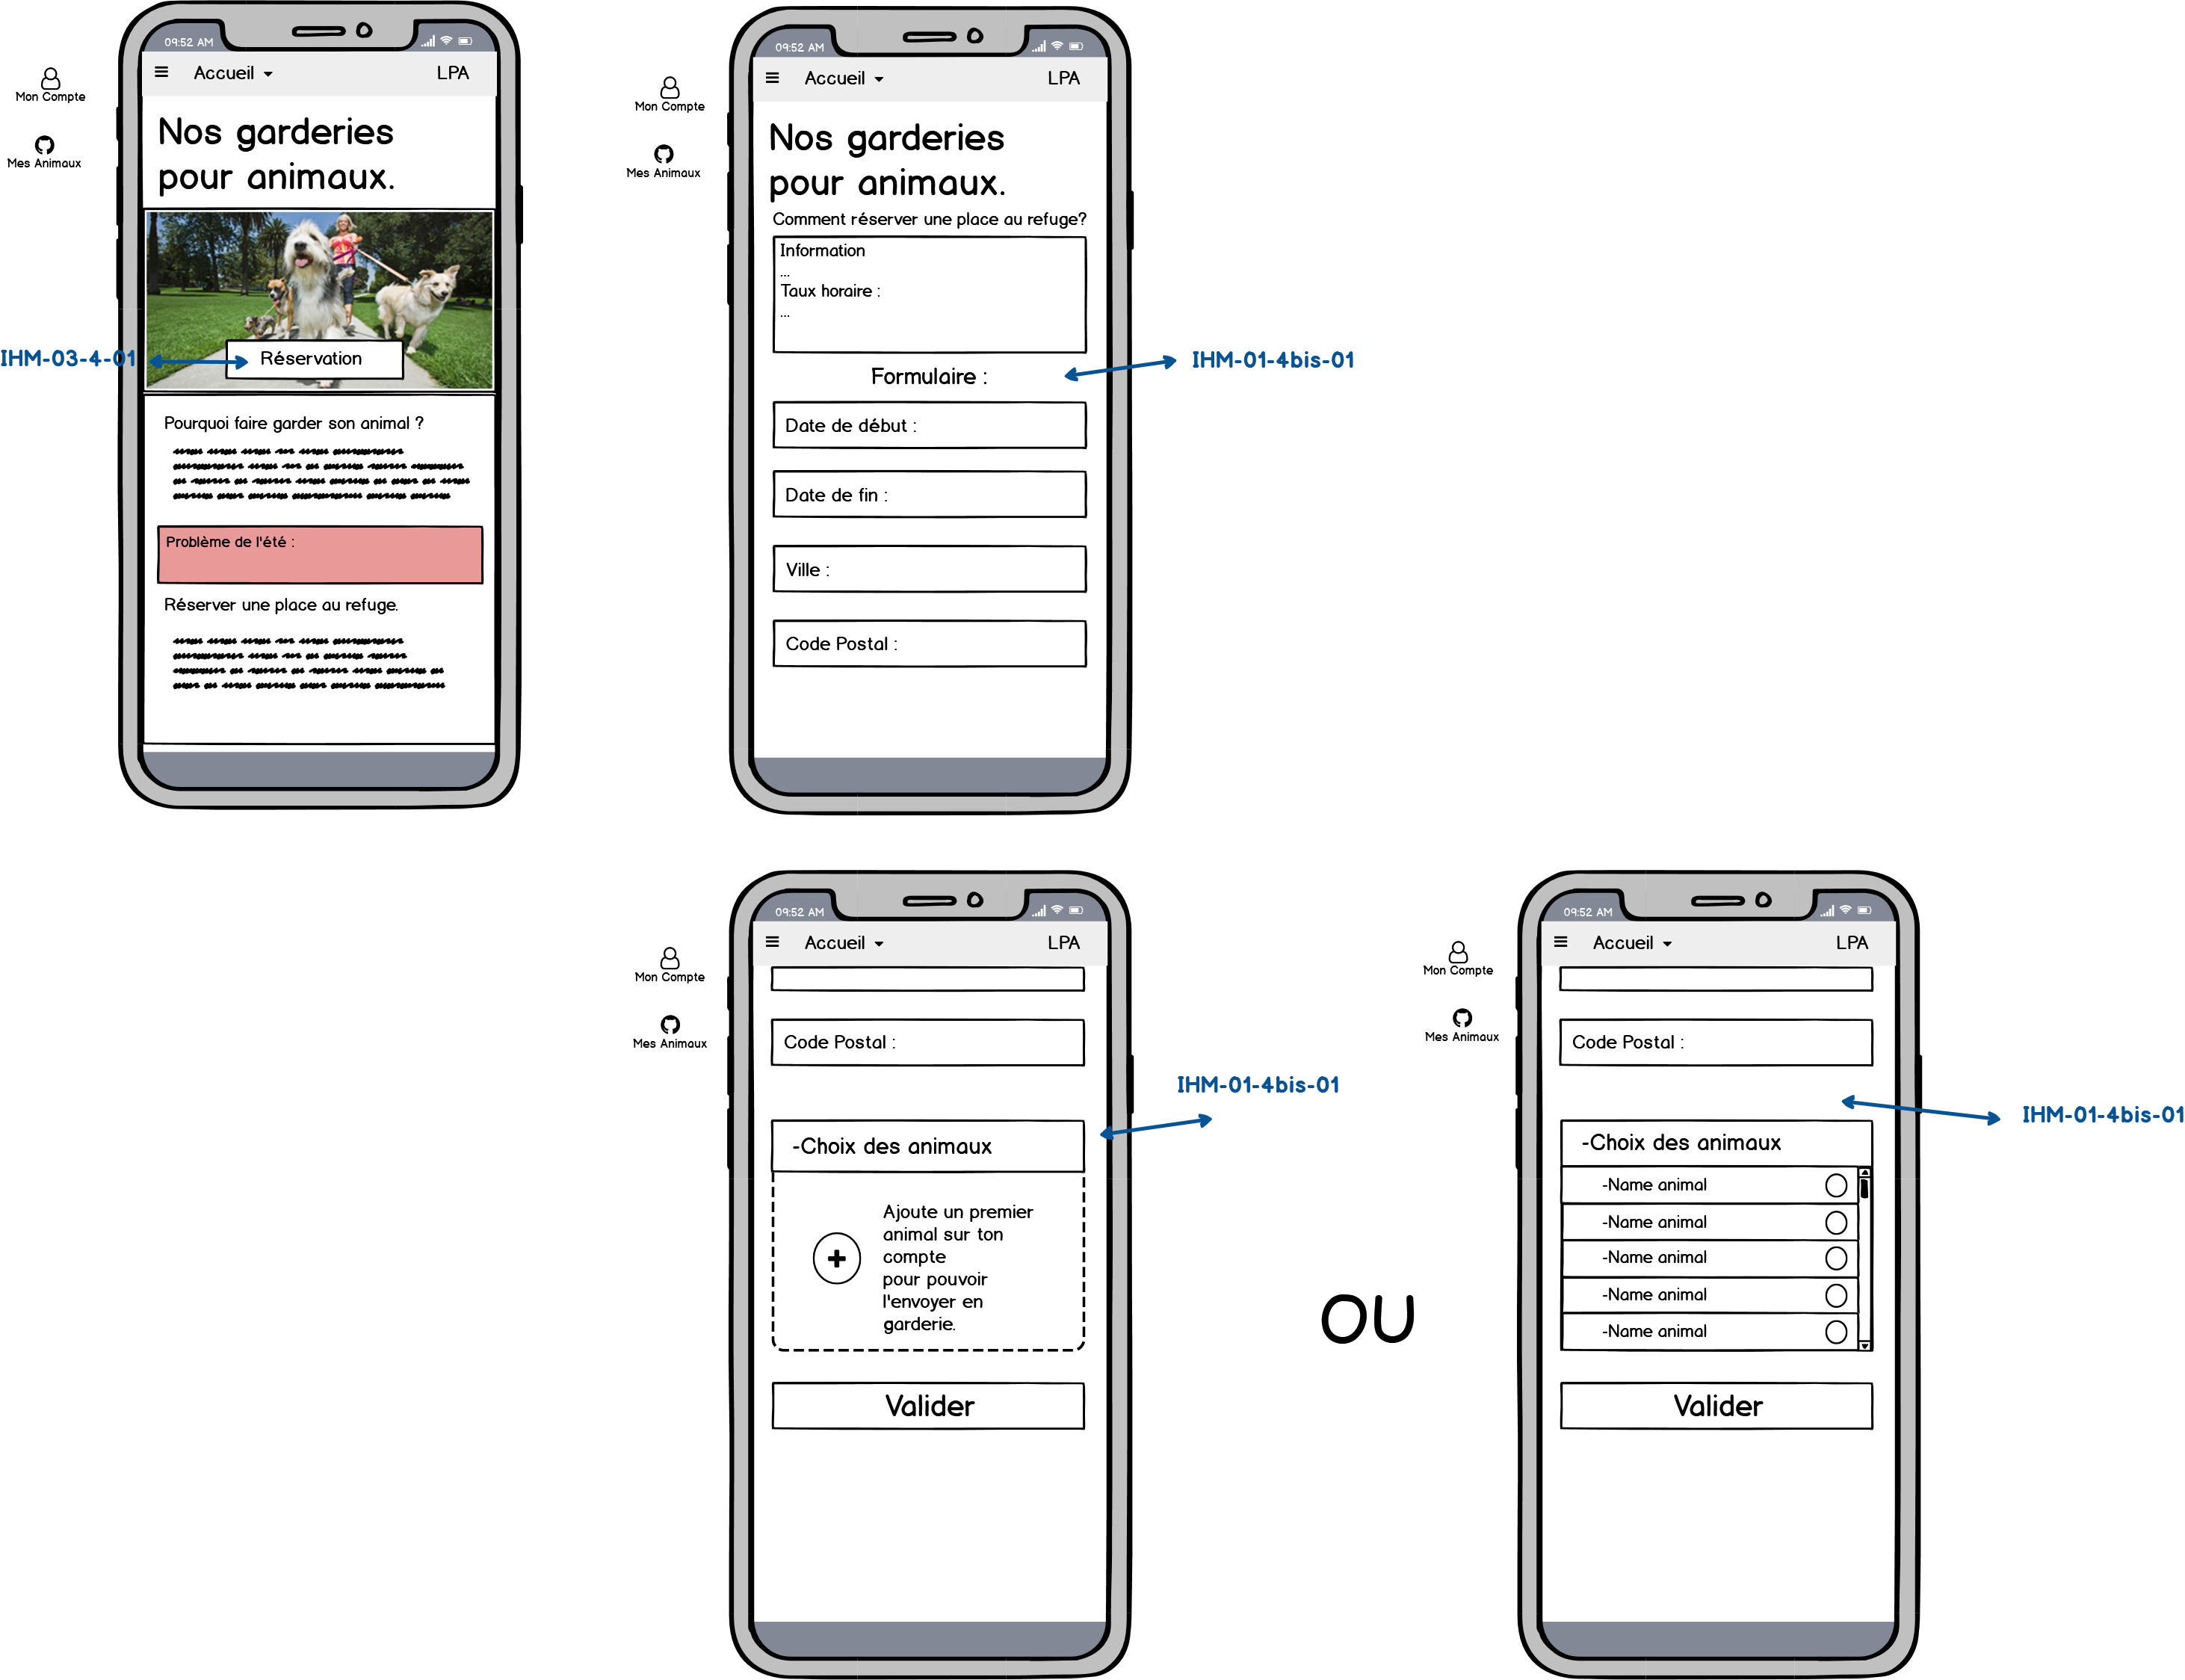 09:52 AM
Accueil
LPA
Mon Compte
Mes Animaux
Nos garderies
pour animaux.
IHM-03-4-01
Réservation
Pourquoi faire garder son animal ?
Problème de l'été :
Réserver une place au refuge.
09:52 AM
Accueil
LPA
Mon Compte
Mes Animaux
Nos garderies
pour animaux.
Comment réserver une place au refuge?
Information
...
Taux horaire :
...
IHM-01-4bis-01
Formulaire :
Date de début :
Date de fin :
Ville :
Code Postal :
09:52 AM
Accueil
LPA
Mon Compte
Mes Animaux
Code Postal :
IHM-01-4bis-01
-Choix des animaux
Ajoute un premier
animal sur ton
compte
pour pouvoir
l'envoyer en
garderie.
Valider
OU
09:52 AM
Accueil
LPA
Mon Compte
Mes Animaux
Code Postal :
IHM-01-4bis-01
-Choix des animaux
-Name animal
-Name animal
-Name animal
-Name animal
-Name animal
Valider